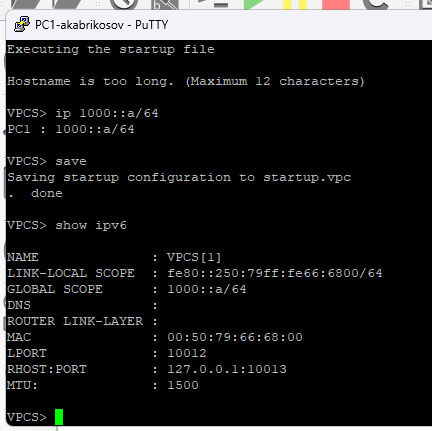 PC1-akabrikosov - PuTTY
Executing the startup file
Hostname is too long. (Maximum 12 characters)
VPCS> ip 1000::a/64
PC1 : 1000::a/64
VPCS> save
Saving startup configuration to startup.vpc
.  done
VPCS> show ipv6
NAME              : VPCS[1]
LINK-LOCAL SCOPE  : fe80::250:79ff:fe66:6800/64
GLOBAL SCOPE      : 1000::a/64
DNS               :
ROUTER LINK-LAYER :
MAC               : 00:50:79:66:68:00
LPORT             : 10012
RHOST:PORT        : 127.0.0.1:10013
MTU:              : 1500
VPCS>